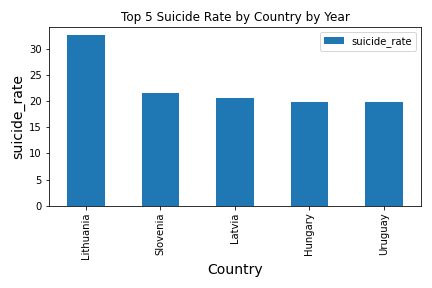 Top 5 Suicide Rate by Country by Year
suicide_rate
suicide_rate
30
25
20
15
10
5
0
Lithuania
Slovenia
Latvia
Hungary
Uruguay
Country